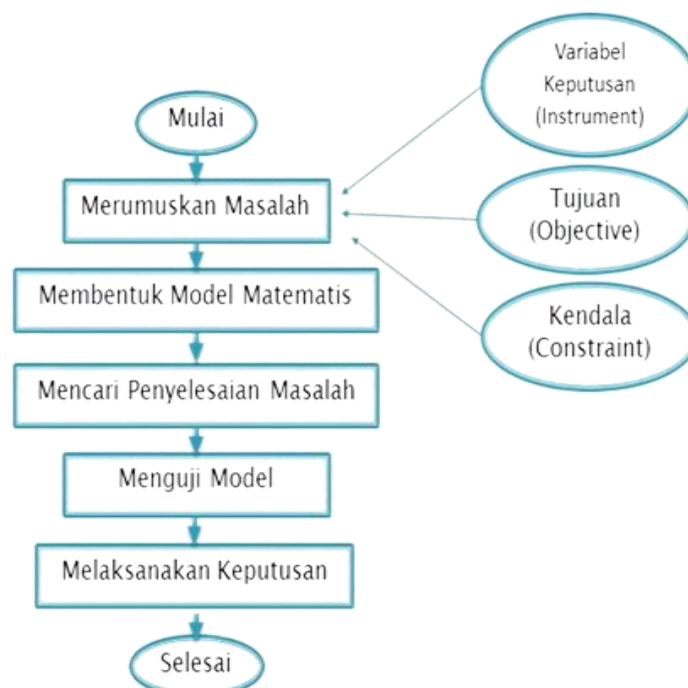 Mulai
Merumuskan Masalah
Membentuk Model Matematis
Mencari Penyelesaian Masalah
Menguji Model
Melaksanakan Keputusan
Selesai
Variabel
Keputusan
(Instrument)
Tujuan
(Objective)
Kendala
(Constraint)